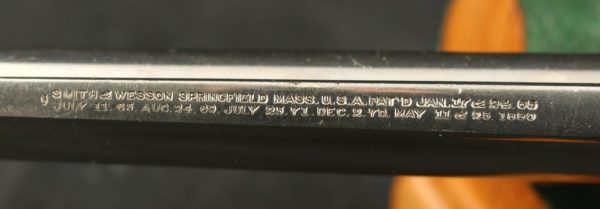 SMITH & WESSON SPRINGFIELD MASS. U.S.A. PAT'D JAN. 17 & 24. 65
JULY 11. 65 AUG. 24. 69. JULY 25. 71. DEC. 2. 79. MAY 11 & 25 1880